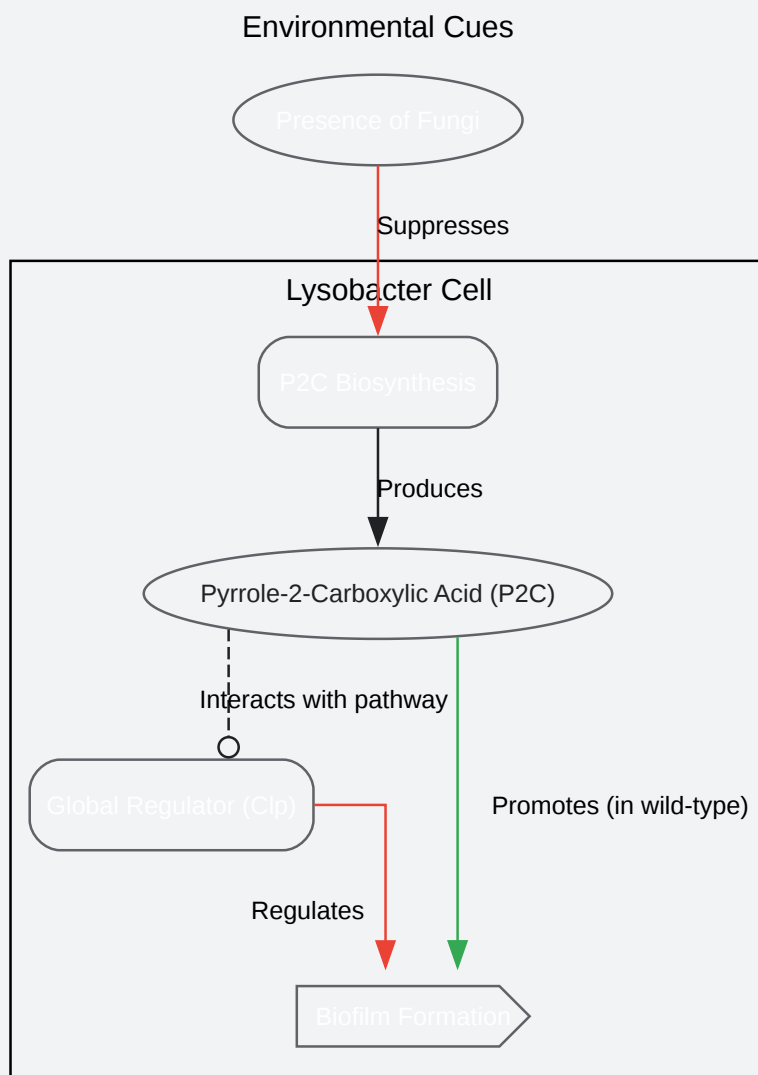 Environmental Cues
Presence of Fungi
Suppresses
Lysobacter Cell
P2C Biosynthesis
Produces
Pyrrole-2-Carboxylic Acid (P2C)
Interacts with pathway
Global Regulator (Clp)
Promotes (in wild-type)
Regulates
Biofilm Formation